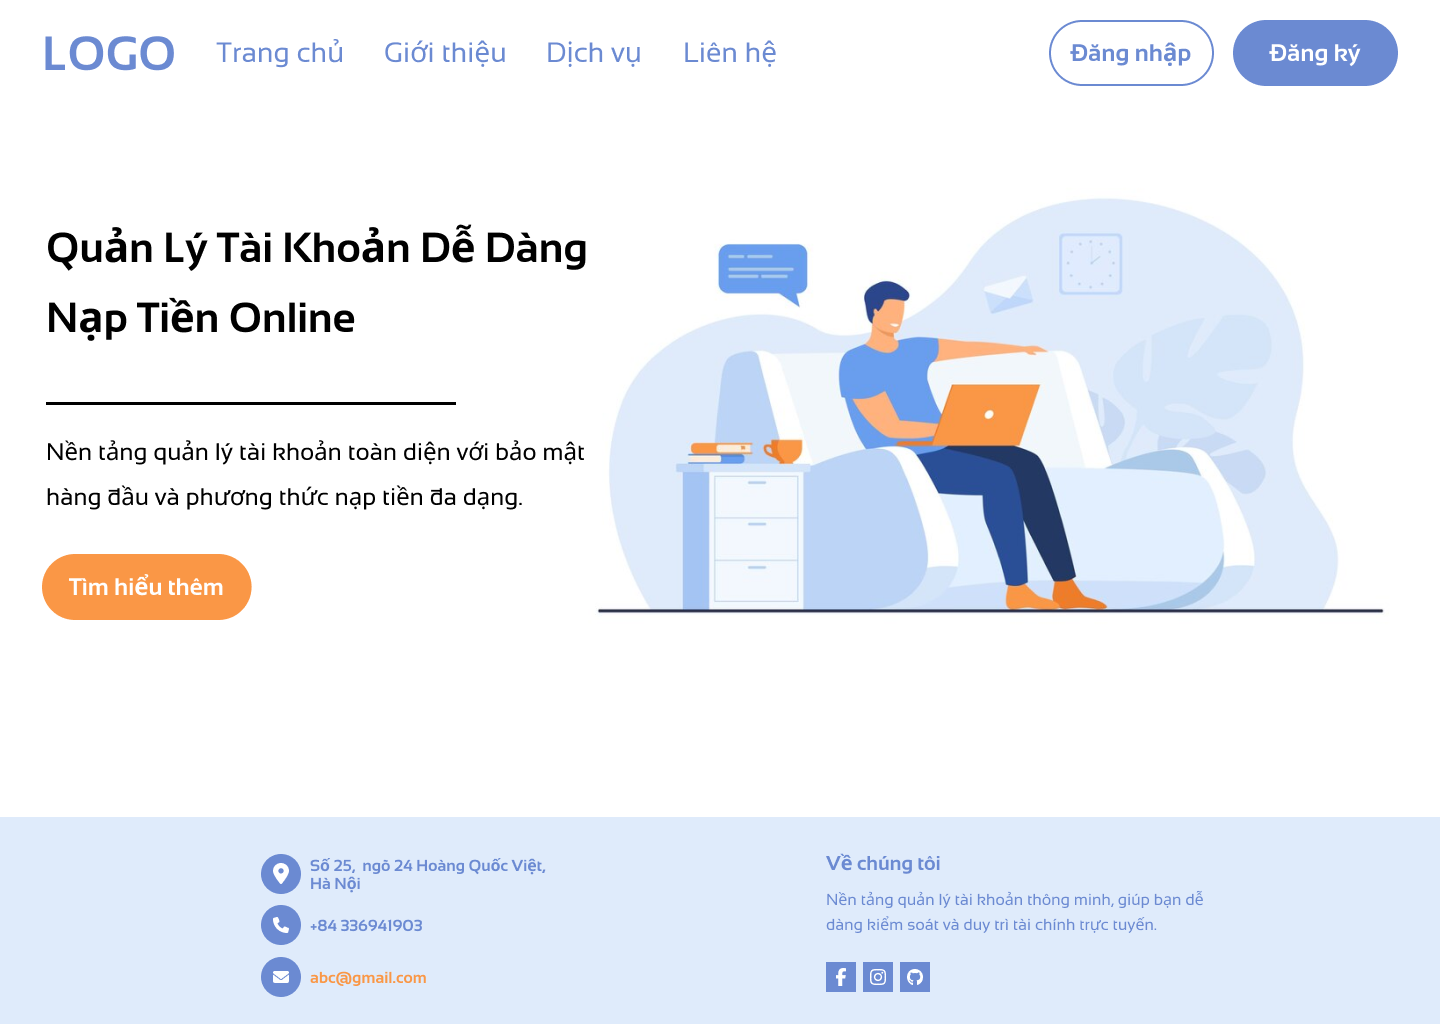 LOGO Trang chủ Giới thiệu Dịch vụ Liên hệ Đăng nhập Đăng ký
Quản Lý Tài Khoản Dễ Dàng
Nạp Tiền Online
Nền tảng quản lý tài khoản toàn diện với bảo mật
hàng đầu và phương thức nạp tiền đa dạng.
Tìm hiểu thêm
Số 25, ngõ 24 Hoàng Quốc Việt,
Hà Nội
+84 336941903
abc@gmail.com
Về chúng tôi
Nền tảng quản lý tài khoản thông minh, giúp bạn dễ
dàng kiểm soát và duy trì tài chính trực tuyến.